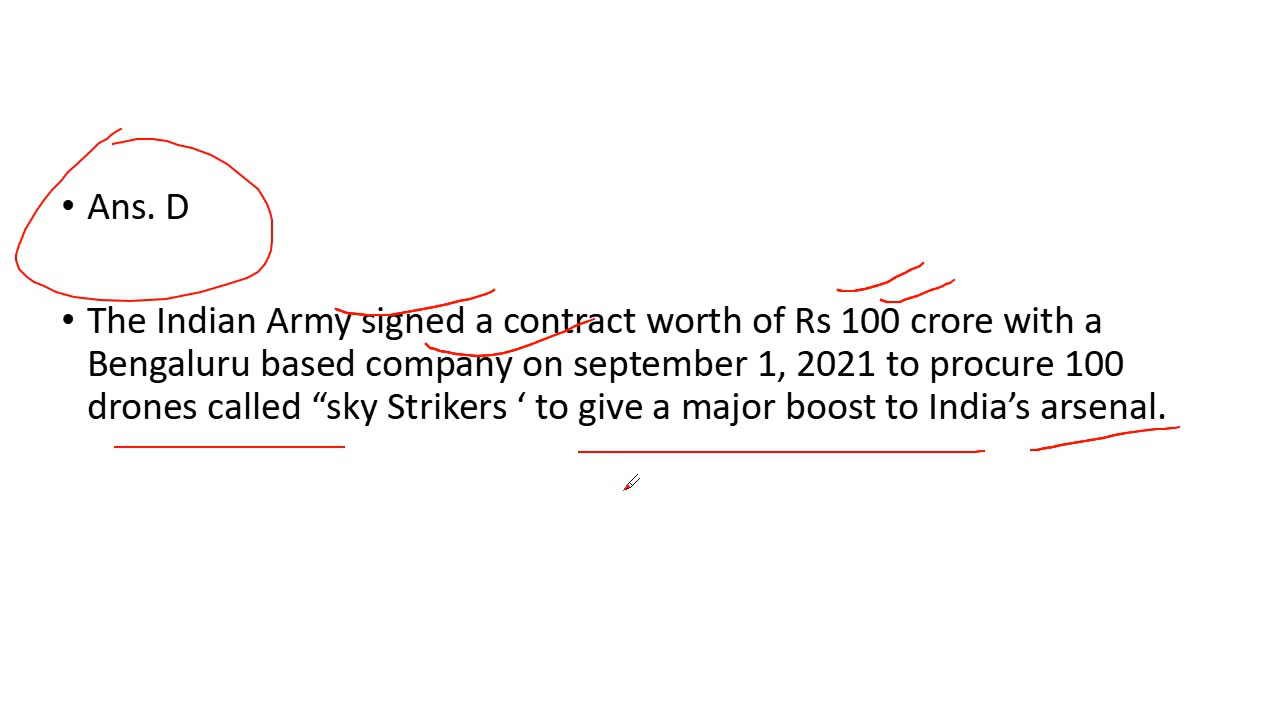 • Ans. D
• The Indian Army signed a contract worth of Rs 100 crore with a
Bengaluru based company on september 1, 2021 to procure 100
drones called “sky Strikers ‘ to give a major boost to India’s arsenal.